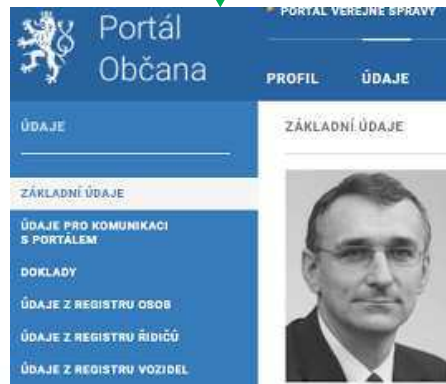 Portál
Občana
PORTÁL VEŘEJNÉ SPRÁVY
PROFIL ÚDAJE
ÚDAJE
ZÁKLADNÍ ÚDAJE
ÚDAJE PRO KOMUNIKACI
S PORTÁLEM
DOKLADY
ÚDAJE Z REGISTRU OSOB
ÚDAJE Z REGISTRU ŘIDIČŮ
ÚDAJE Z REGISTRU VOZIDEL
ZÁKLADNÍ ÚDAJE